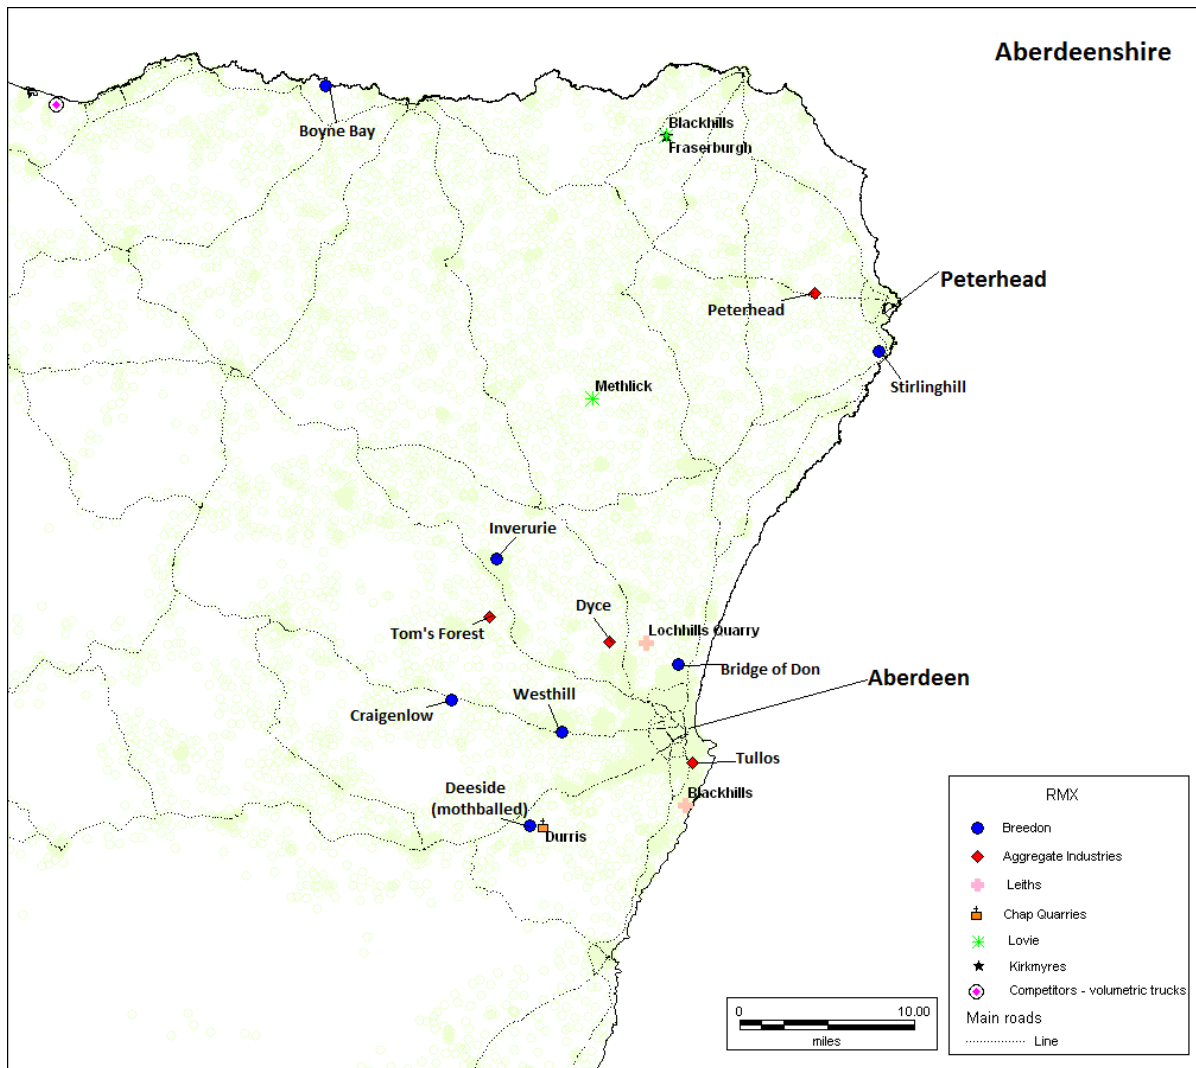 Aberdeenshire
Boyne Bay
Blackhills
Fraserburgh
Peterhead
Peterhead
Stirlinghill
Methlick
Inverurie
Dyce
Tom's Forest
Lochhills Quarry
Bridge of Don
Aberdeen
Westhill
Craigenlow
Tullos
Deeside
(mothballed)
Blackhills
Durris
RMX
Breedon
Aggregate Industries
Leiths
Chap Quarries
Lovie
Kirkmyres
Competitors - volumetric trucks
Main roads
Line
0 10.00
miles